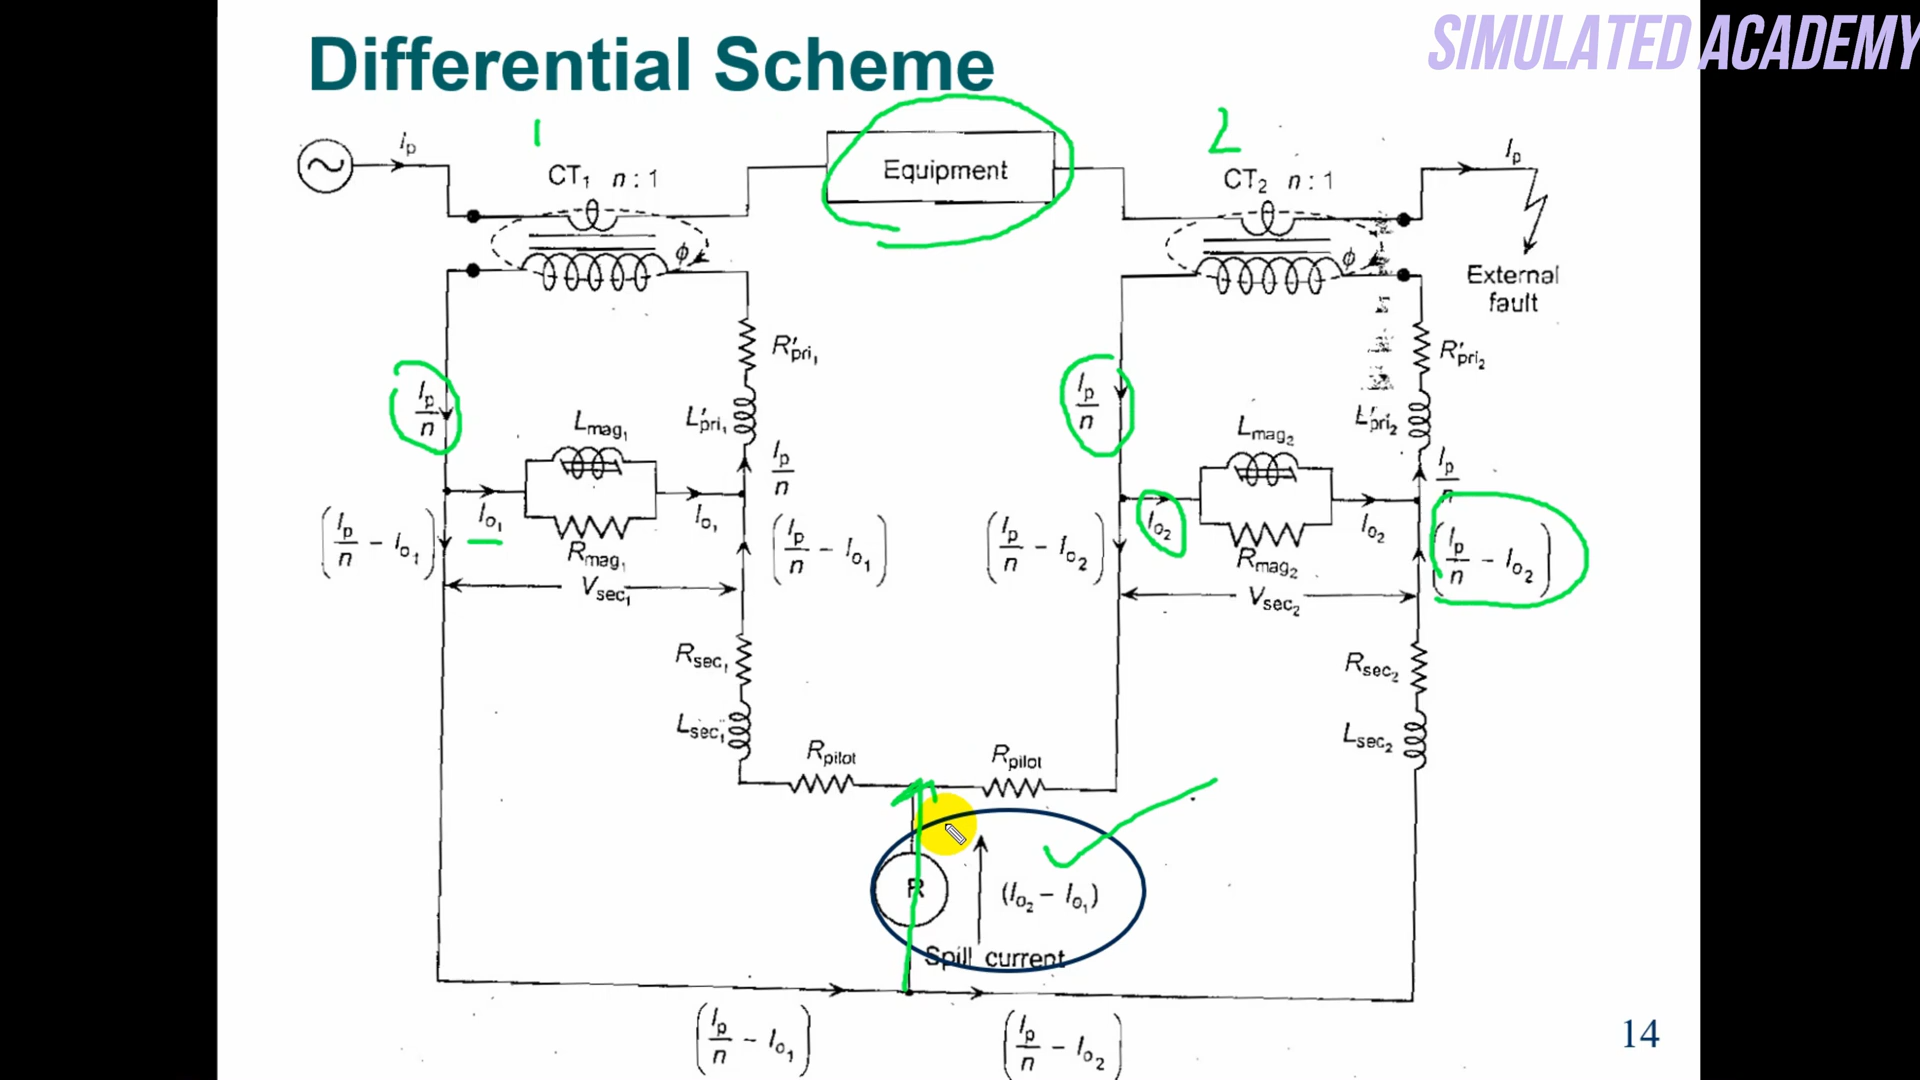 SIMULATED ACADEMY
Differential Scheme
1
2
Ip
CT1 n : 1
Equipment
CT2 n : 1
Ip
ϕ
ϕ
External
fault
R'pri1
R'pri2
Ip/n
L'pri1
Ip/n
L'pri2
Lmag1
Lmag2
Ip/n
Ip/n
Io1
Io1
Io2
Io2
(Ip/n − Io1)
Rmag1
(Ip/n − Io1)
(Ip/n − Io2)
Rmag2
(Ip/n − Io2)
Vsec1
Vsec2
Rsec1
Rsec2
Lsec1
Lsec2
Rpilot
Rpilot
R
(Io2 − Io1)
Spill current
(Ip/n − Io1)
(Ip/n − Io2)
14